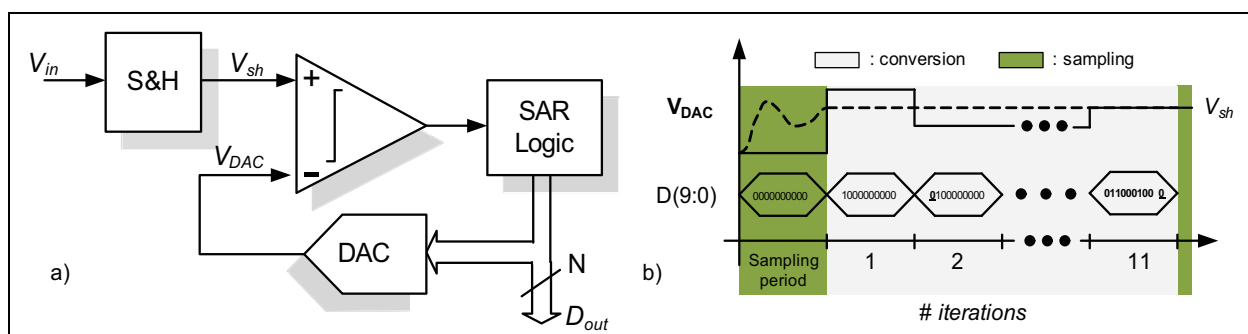 V_in
S&H
V_sh
+
−
SAR
Logic
V_DAC
DAC
N
D_out
a)
: conversion
: sampling
V_DAC
V_sh
D(9:0)
0000000000
1000000000
0100000000
011000100 0
b)
Sampling
period
1
2
11
# iterations